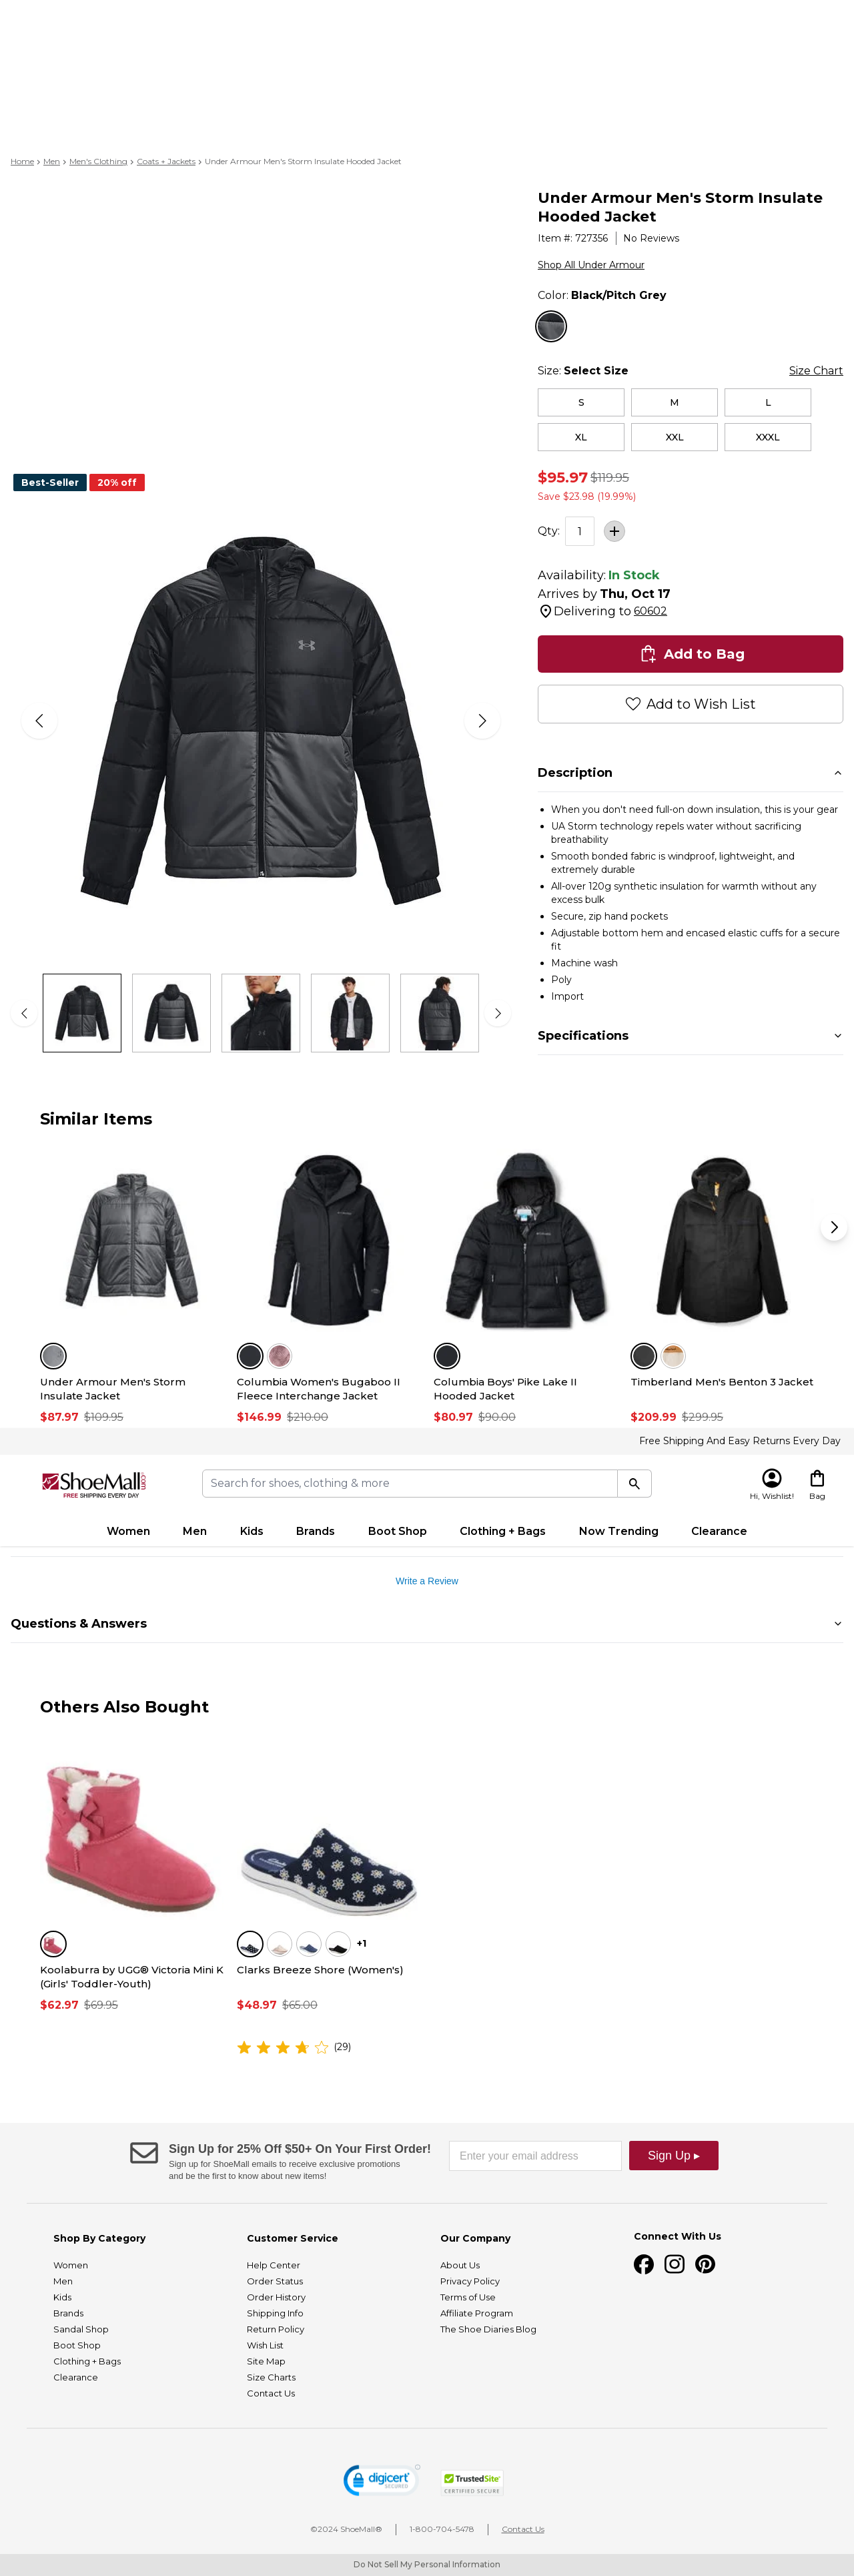 Home > Men > Men's Clothing > Coats + Jackets > Under Armour Men's Storm Insulate Hooded Jacket
Under Armour Men's Storm Insulate
Hooded Jacket
Item #: 727356 | No Reviews
Shop All Under Armour
Color: Black/Pitch Grey
Size: Select Size
Size Chart
S
M
L
XL
XXL
XXXL
$95.97 $119.95
Save $23.98 (19.99%)
Qty: 1
Availability: In Stock
Arrives by Thu, Oct 17
Delivering to 60602
Add to Bag
Add to Wish List
Best-Seller
20% off
Description
When you don't need full-on down insulation, this is your gear
UA Storm technology repels water without sacrificing
breathability
Smooth bonded fabric is windproof, lightweight, and
extremely durable
All-over 120g synthetic insulation for warmth without any
excess bulk
Secure, zip hand pockets
Adjustable bottom hem and encased elastic cuffs for a secure
fit
Machine wash
Poly
Import
Specifications
Similar Items
Under Armour Men's Storm
Insulate Jacket
$87.97 $109.95
Columbia Women's Bugaboo II
Fleece Interchange Jacket
$146.99 $210.00
Columbia Boys' Pike Lake II
Hooded Jacket
$80.97 $90.00
Timberland Men's Benton 3 Jacket
$209.99 $299.95
Free Shipping And Easy Returns Every Day
ShoeMall.com
FREE SHIPPING EVERY DAY
Search for shoes, clothing & more
Hi, Wishlist!
Bag
Women
Men
Kids
Brands
Boot Shop
Clothing + Bags
Now Trending
Clearance
Write a Review
Questions & Answers
Others Also Bought
Koolaburra by UGG® Victoria Mini K
(Girls' Toddler-Youth)
$62.97 $69.95
+1
Clarks Breeze Shore (Women's)
$48.97 $65.00
(29)
Sign Up for 25% Off $50+ On Your First Order!
Sign up for ShoeMall emails to receive exclusive promotions
and be the first to know about new items!
Enter your email address
Sign Up ▸
Shop By Category
Women
Men
Kids
Brands
Sandal Shop
Boot Shop
Clothing + Bags
Clearance
Customer Service
Help Center
Order Status
Order History
Shipping Info
Return Policy
Wish List
Site Map
Size Charts
Contact Us
Our Company
About Us
Privacy Policy
Terms of Use
Affiliate Program
The Shoe Diaries Blog
Connect With Us
digicert
SECURED
TrustedSite
CERTIFIED SECURE
©2024 ShoeMall® | 1-800-704-5478 | Contact Us
Do Not Sell My Personal Information